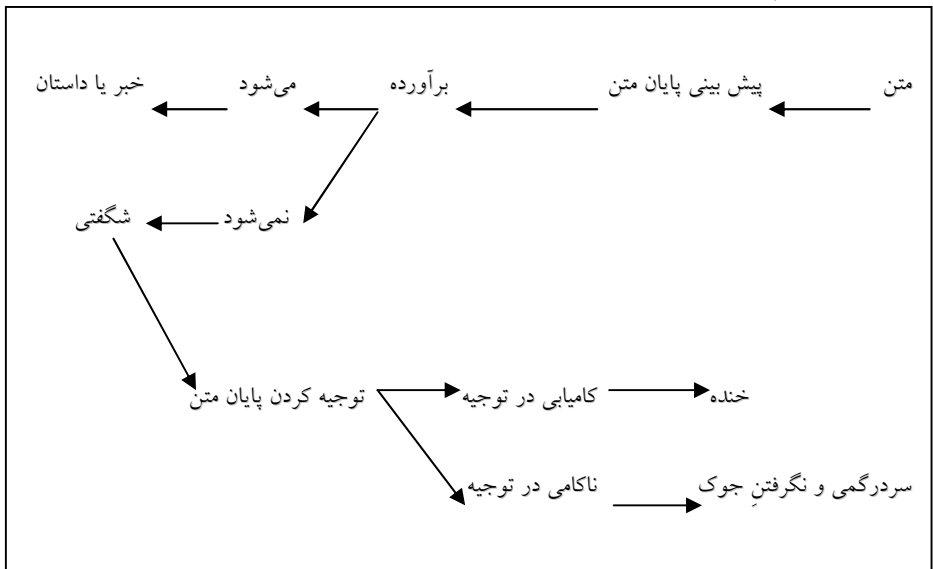 متن پیش بینی پایان متن برآورده می‌شود خبر یا داستان
نمی‌شود شگفتی
توجیه کردن پایان متن کامیابی در توجیه خنده
ناکامی در توجیه سردرگمی و نگرفتنِ جوک